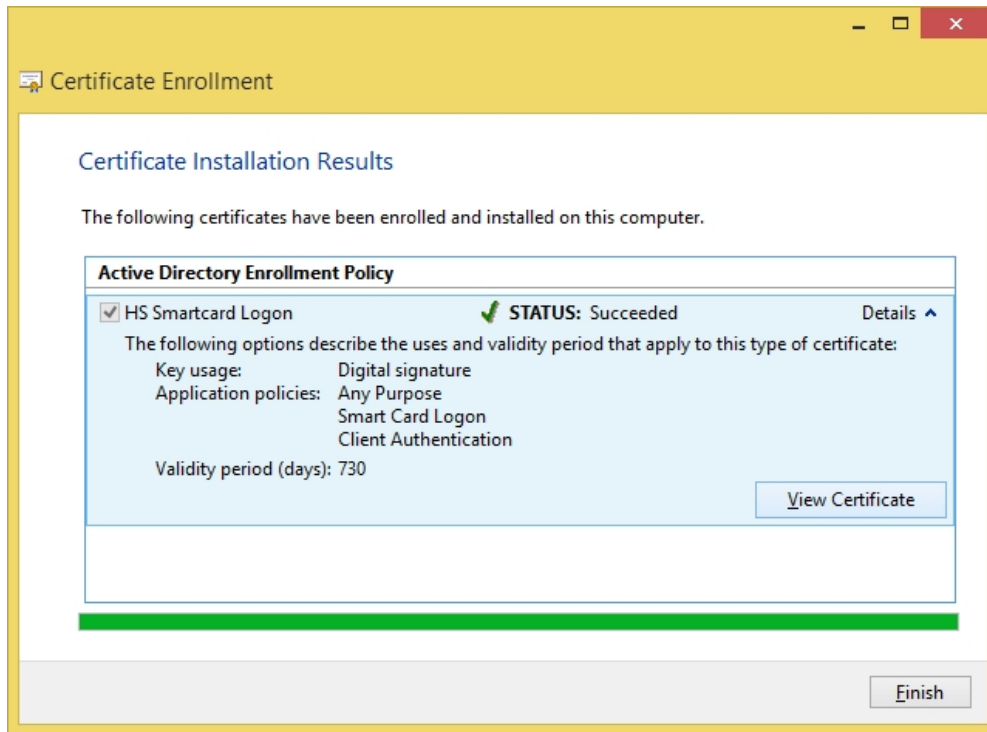 Certificate Enrollment
Certificate Installation Results
The following certificates have been enrolled and installed on this computer.
Active Directory Enrollment Policy
HS Smartcard Logon STATUS: Succeeded Details
The following options describe the uses and validity period that apply to this type of certificate:
Key usage: Digital signature
Application policies: Any Purpose
Smart Card Logon
Client Authentication
Validity period (days): 730
View Certificate
Finish